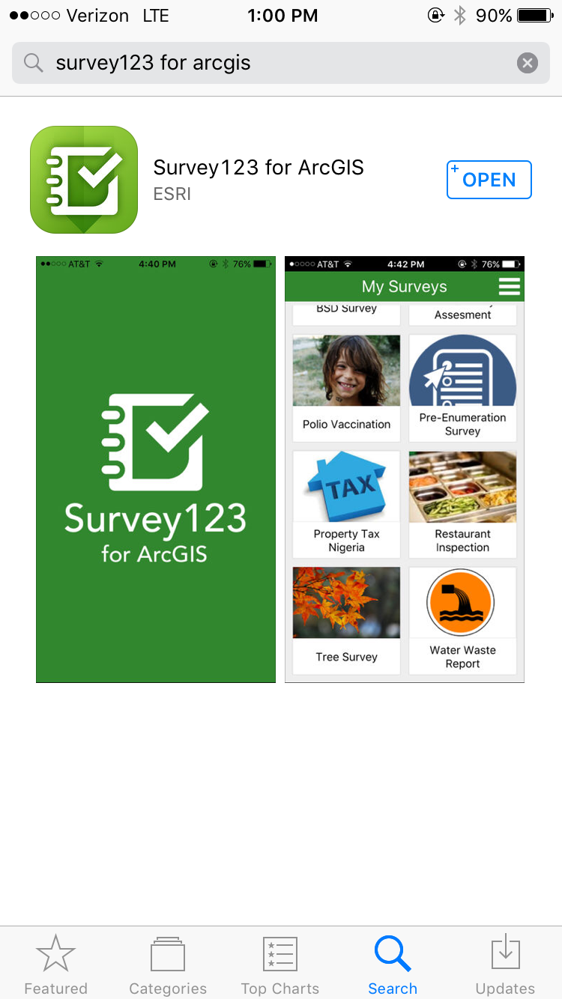 Verizon LTE 1:00 PM 90%
survey123 for arcgis
Survey123 for ArcGIS
ESRI
+ OPEN
AT&T 4:40 PM 76%
Survey123
for ArcGIS
AT&T 4:42 PM 76%
My Surveys
BSD Survey
Assesment
Polio Vaccination
Pre-Enumeration
Survey
TAX
Property Tax
Nigeria
Restaurant
Inspection
Tree Survey
Water Waste
Report
Featured
Categories
Top Charts
Search
Updates